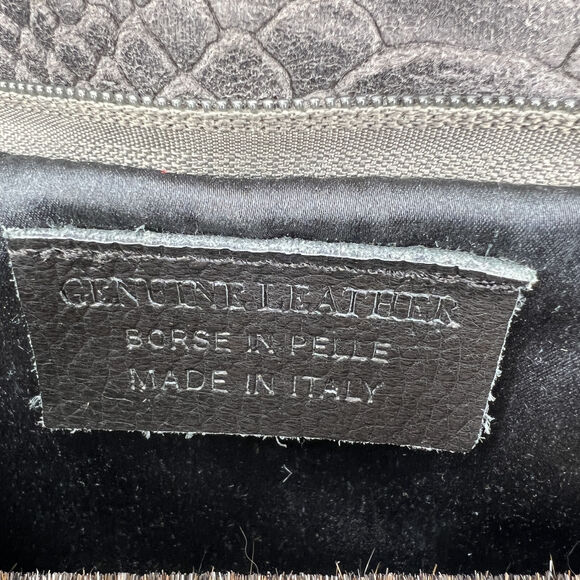 GENUINE LEATHER
BORSE IN PELLE
MADE IN ITALY